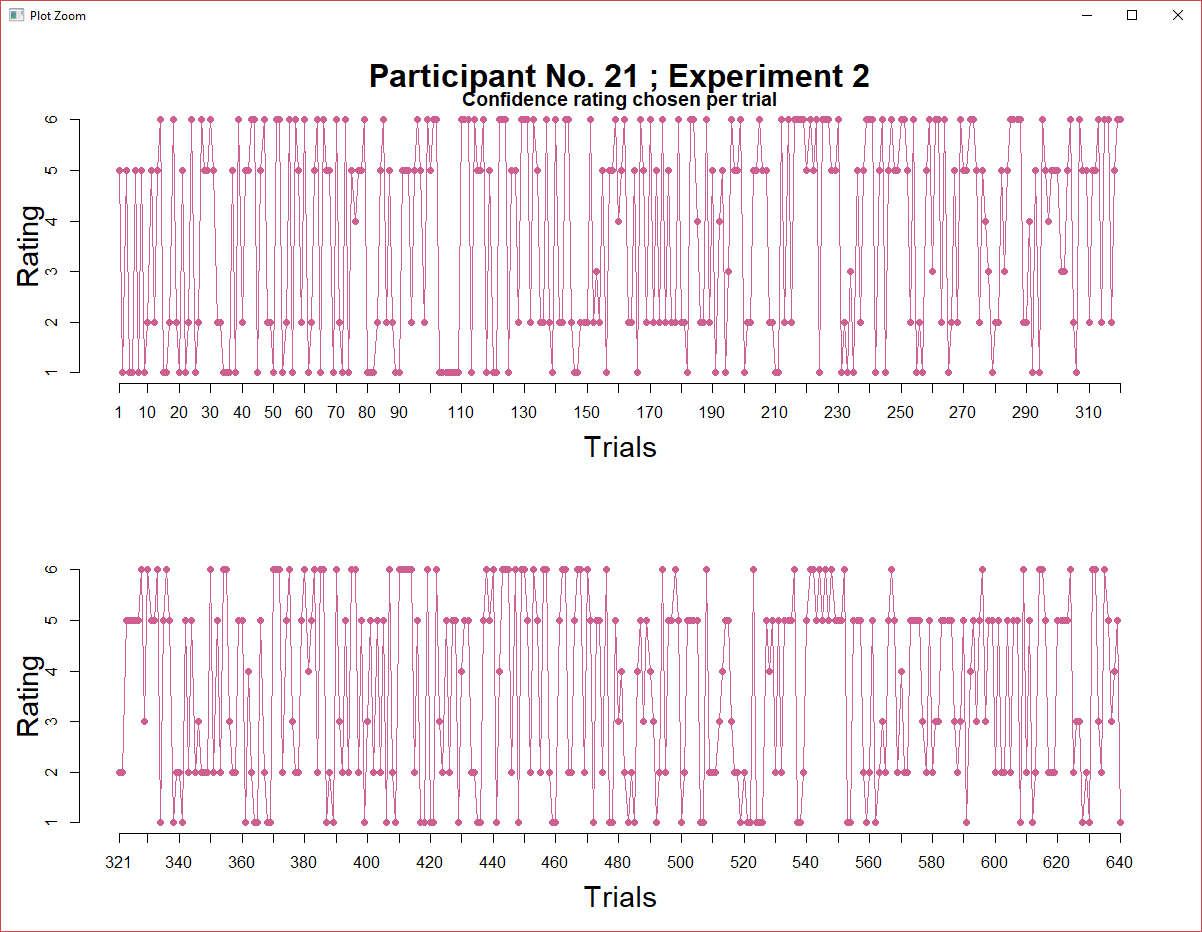 Plot Zoom
Participant No. 21 ; Experiment 2
Confidence rating chosen per trial
6
5
4
3
2
1
Rating
1 10 20 30 40 50 60 70 80 90 110 130 150 170 190 210 230 250 270 290 310
Trials
6
5
4
3
2
1
Rating
321 340 360 380 400 420 440 460 480 500 520 540 560 580 600 620 640
Trials